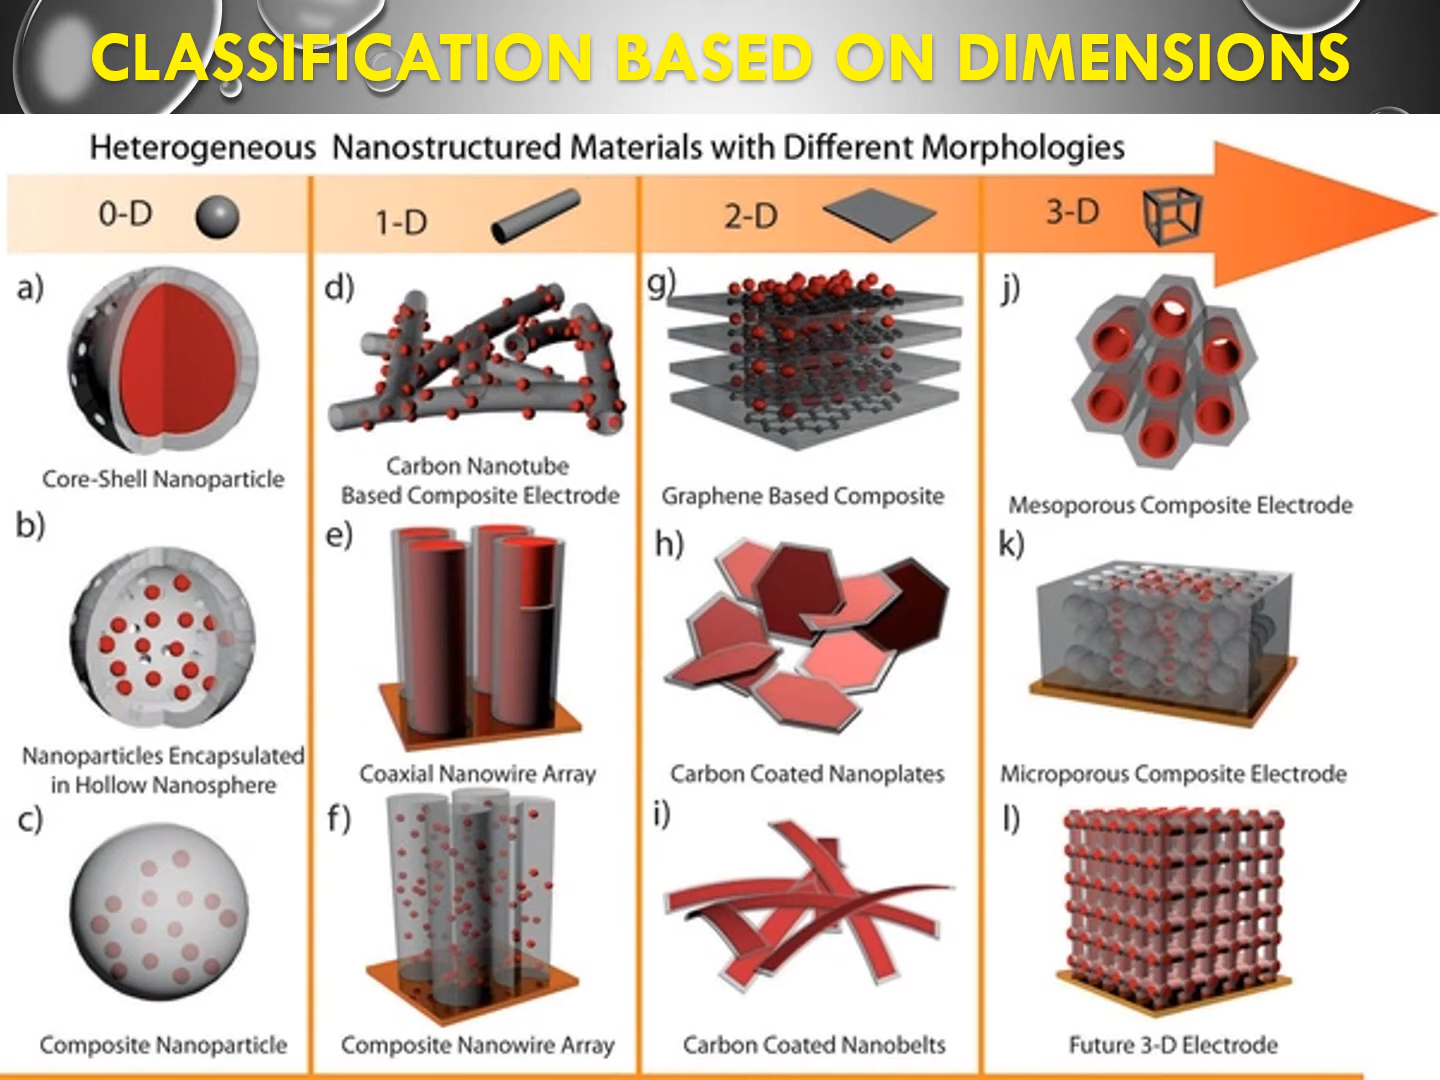 CLASSIFICATION BASED ON DIMENSIONS
Heterogeneous Nanostructured Materials with Different Morphologies
0-D
1-D
2-D
3-D
a)
Core-Shell Nanoparticle
b)
Nanoparticles Encapsulated
in Hollow Nanosphere
c)
Composite Nanoparticle
d)
Carbon Nanotube
Based Composite Electrode
e)
Coaxial Nanowire Array
f)
Composite Nanowire Array
g)
Graphene Based Composite
h)
Carbon Coated Nanoplates
i)
Carbon Coated Nanobelts
j)
Mesoporous Composite Electrode
k)
Microporous Composite Electrode
l)
Future 3-D Electrode